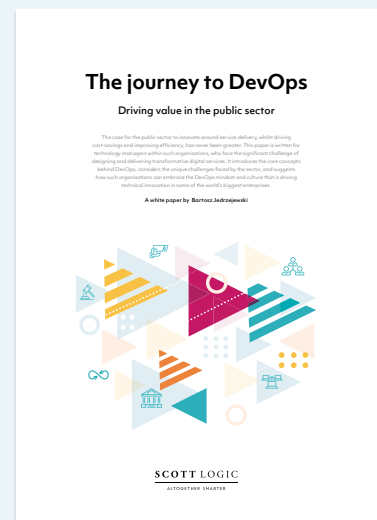 The journey to DevOps
Driving value in the public sector
The case for the public sector to innovate around service delivery, whilst driving
cost-savings and improving efficiency, has never been greater. This paper is written for
technology managers within such organisations, who face the significant challenge of
designing and delivering transformative digital services. It introduces the core concepts
behind DevOps, considers the unique challenges faced by the sector, and suggests
how such organisations can embrace the DevOps mindset and culture that is driving
technical innovation in some of the world's biggest enterprises.
A white paper by Bartosz Jedrzejewski
SCOTT LOGIC
ALTOGETHER SMARTER